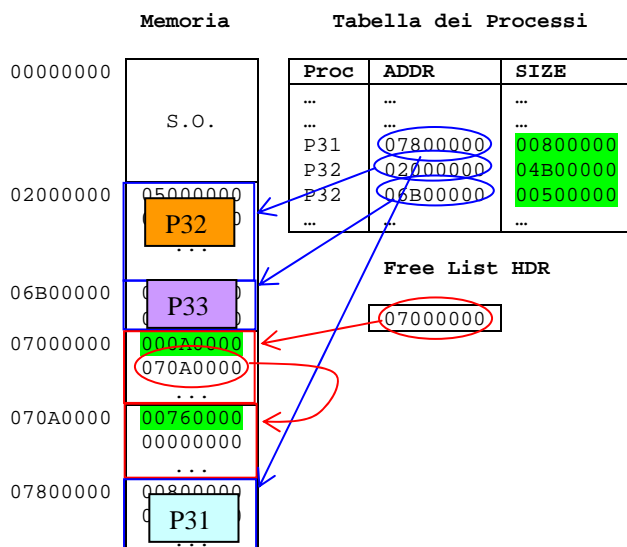 Memoria
Tabella dei Processi
Proc ADDR SIZE
… … …
… … …
P31 07800000 00800000
P32 02000000 04B00000
P32 06B00000 00500000
… … …
Free List HDR
07000000
00000000
S.O.
02000000
05000000
P32
...
06B00000
P33
07000000
000A0000
070A0000
...
070A0000
00760000
00000000
...
07800000
00800000
P31
...